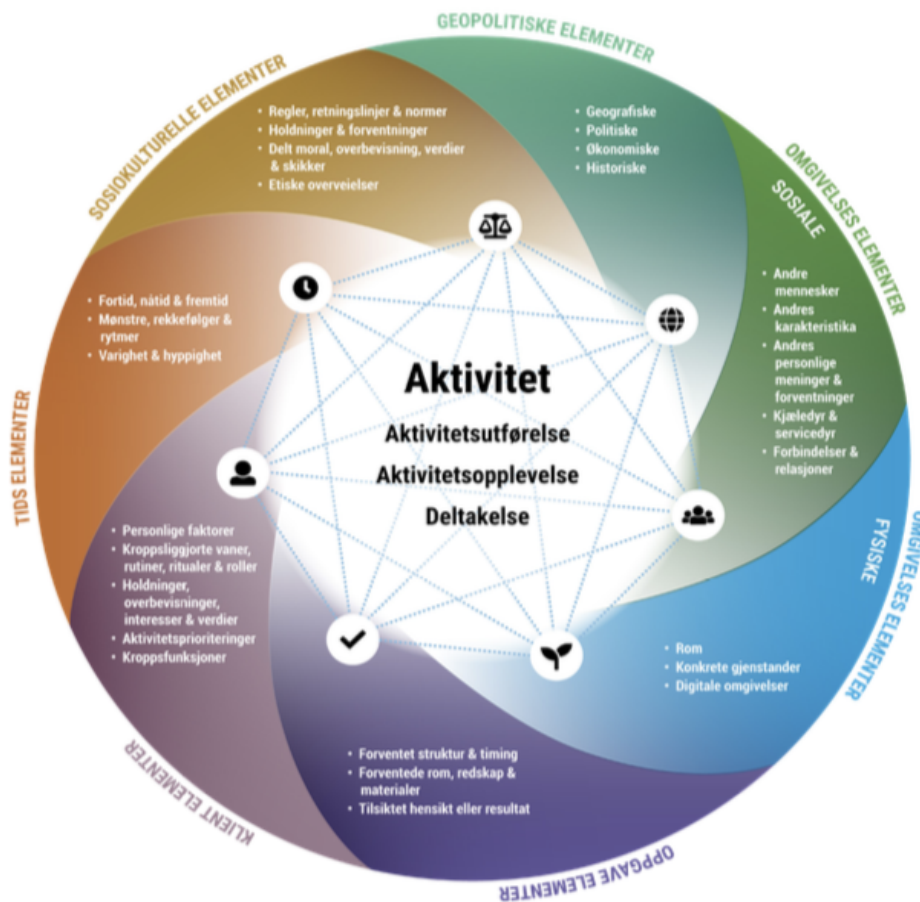 GEOPOLITISKE ELEMENTER
• Geografiske
• Politiske
• Økonomiske
• Historiske
OMGIVELSES ELEMENTER
SOSIALE
• Andre
mennesker
• Andres
karakteristika
• Andres
personlige
meninger &
forventninger
• Kjæledyr &
servicedyr
• Forbindelser &
relasjoner
OMGIVELSES ELEMENTER
FYSISKE
• Rom
• Konkrete gjenstander
• Digitale omgivelser
OPPGAVE ELEMENTER
• Forventet struktur & timing
• Forventede rom, redskap &
materialer
• Tilsiktet hensikt eller resultat
KLIENT ELEMENTER
• Personlige faktorer
• Kroppsliggjorte vaner,
rutiner, ritualer & roller
• Holdninger,
overbevisninger,
interesser & verdier
• Aktivitetsprioriteringer
• Kroppsfunksjoner
TIDS ELEMENTER
• Fortid, nåtid & fremtid
• Mønstre, rekkefølger &
rytmer
• Varighet & hyppighet
SOSIOKULTURELLE ELEMENTER
• Regler, retningslinjer & normer
• Holdninger & forventninger
• Delt moral, overbevisning, verdier
& skikker
• Etiske overveielser
Aktivitet
Aktivitetsutførelse
Aktivitetsopplevelse
Deltakelse